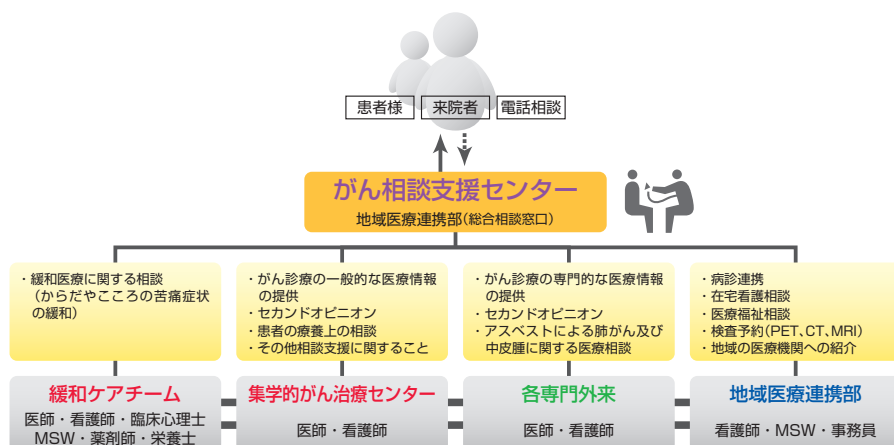 患者様
来院者
電話相談
がん相談支援センター
地域医療連携部(総合相談窓口)
・緩和医療に関する相談
(からだやこころの苦痛症状
の緩和)
・がん診療の一般的な医療情報
の提供
・セカンドオピニオン
・患者の療養上の相談
・その他相談支援に関すること
・がん診療の専門的な医療情報
の提供
・セカンドオピニオン
・アスベストによる肺がん及び
中皮腫に関する医療相談
・病診連携
・在宅看護相談
・医療福祉相談
・検査予約(PET、CT、MRI)
・地域の医療機関への紹介
緩和ケアチーム
医師・看護師・臨床心理士
MSW・薬剤師・栄養士
集学的がん治療センター
医師・看護師
各専門外来
医師・看護師
地域医療連携部
看護師・MSW・事務員